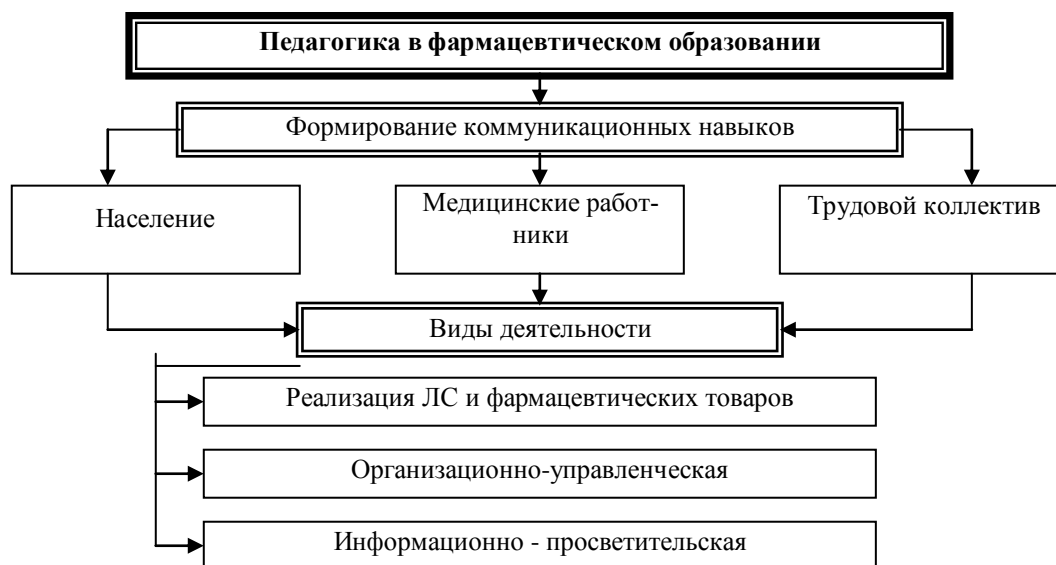 Педагогика в фармацевтическом образовании
Формирование коммуникационных навыков
Население
Медицинские работ-
ники
Трудовой коллектив
Виды деятельности
Реализация ЛС и фармацевтических товаров
Организационно-управленческая
Информационно - просветительская